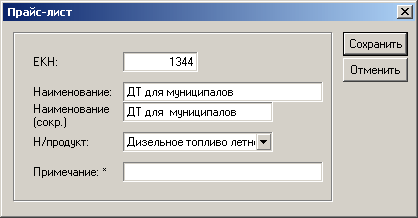 Прайс-лист
Сохранить
Отменить
ЕКН: 1344
Наименование: ДТ для муниципалов
Наименование (сокр.) ДТ для  муниципалов
Н/продукт: Дизельное топливо летн
Примечание: *